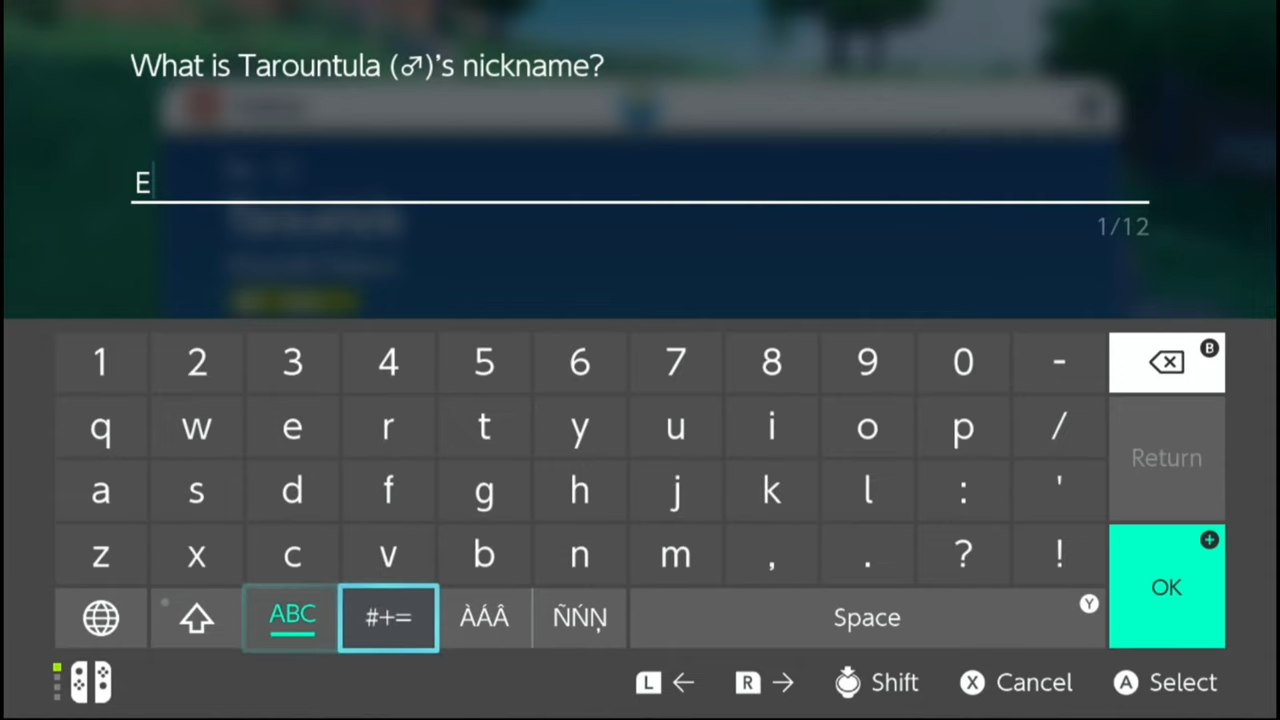 What is Tarountula (♂)'s nickname?
E
1/12
1 2 3 4 5 6 7 8 9 0 - B
q w e r t y u i o p / Return
a s d f g h j k l : '
z x c v b n m , . ? ! + OK
ABC #+= ÀÁÂ ÑŃŅ Space Y
L ← R → Shift X Cancel A Select